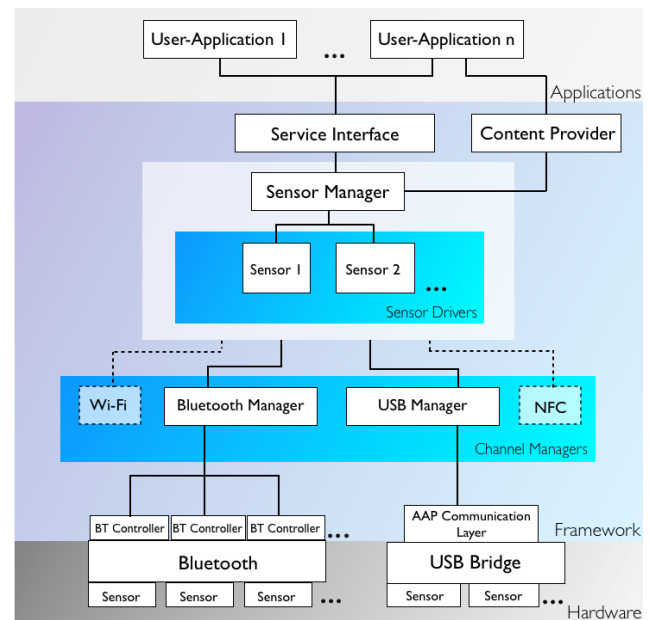 User-Application 1
...
User-Application n
Applications
Service Interface
Content Provider
Sensor Manager
Sensor 1
Sensor 2
...
Sensor Drivers
Wi-Fi
Bluetooth Manager
USB Manager
NFC
Channel Managers
BT Controller
BT Controller
BT Controller
...
AAP Communication
Layer
Framework
Bluetooth
USB Bridge
Sensor
Sensor
Sensor
...
Sensor
Sensor
...
Hardware